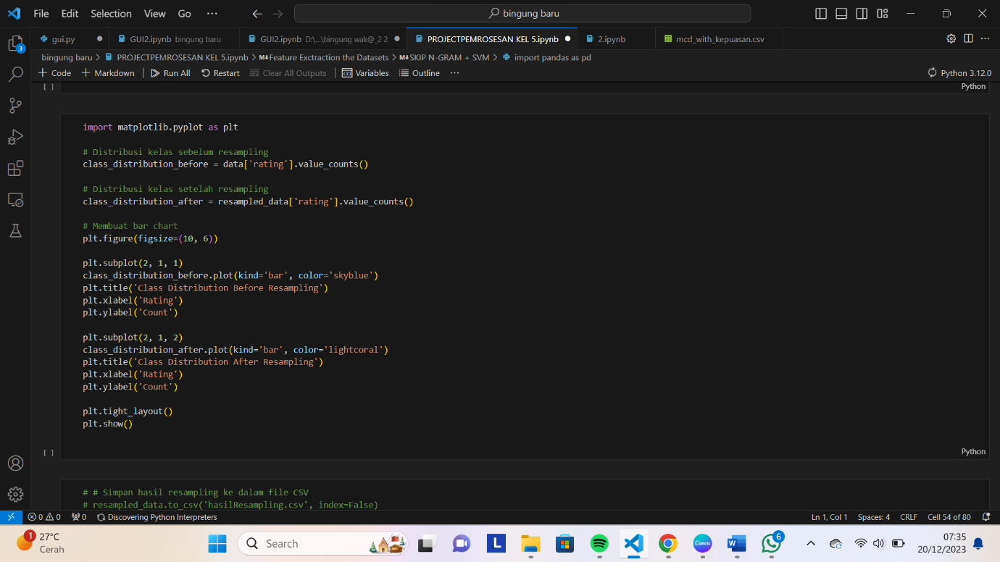 File Edit Selection View Go ··· bingung baru
gui.py GUI2.ipynb bingung baru GUI2.ipynb D:\...\bingung wak@_2 2 PROJECTPEMROSESAN KEL 5.ipynb 2.ipynb mcd_with_kepuasan.csv
bingung baru > PROJECTPEMROSESAN KEL 5.ipynb > M↓Feature Exctraction the Datasets > M↓SKIP N-GRAM + SVM > import pandas as pd
+ Code + Markdown Run All Restart Clear All Outputs Variables Outline ··· Python 3.12.0
[ ] Python
import matplotlib.pyplot as plt
# Distribusi kelas sebelum resampling
class_distribution_before = data['rating'].value_counts()
# Distribusi kelas setelah resampling
class_distribution_after = resampled_data['rating'].value_counts()
# Membuat bar chart
plt.figure(figsize=(10, 6))
plt.subplot(2, 1, 1)
class_distribution_before.plot(kind='bar', color='skyblue')
plt.title('Class Distribution Before Resampling')
plt.xlabel('Rating')
plt.ylabel('Count')
plt.subplot(2, 1, 2)
class_distribution_after.plot(kind='bar', color='lightcoral')
plt.title('Class Distribution After Resampling')
plt.xlabel('Rating')
plt.ylabel('Count')
plt.tight_layout()
plt.show()
[ ] Python
# # Simpan hasil resampling ke dalam file CSV
# resampled_data.to_csv('hasilResampling.csv', index=False)
3
0 0 0 Discovering Python Interpreters Ln 1, Col 1 Spaces: 4 CRLF Cell 54 of 80
1 27°C
Cerah
Search
L
Canva
W
6
07:35
20/12/2023